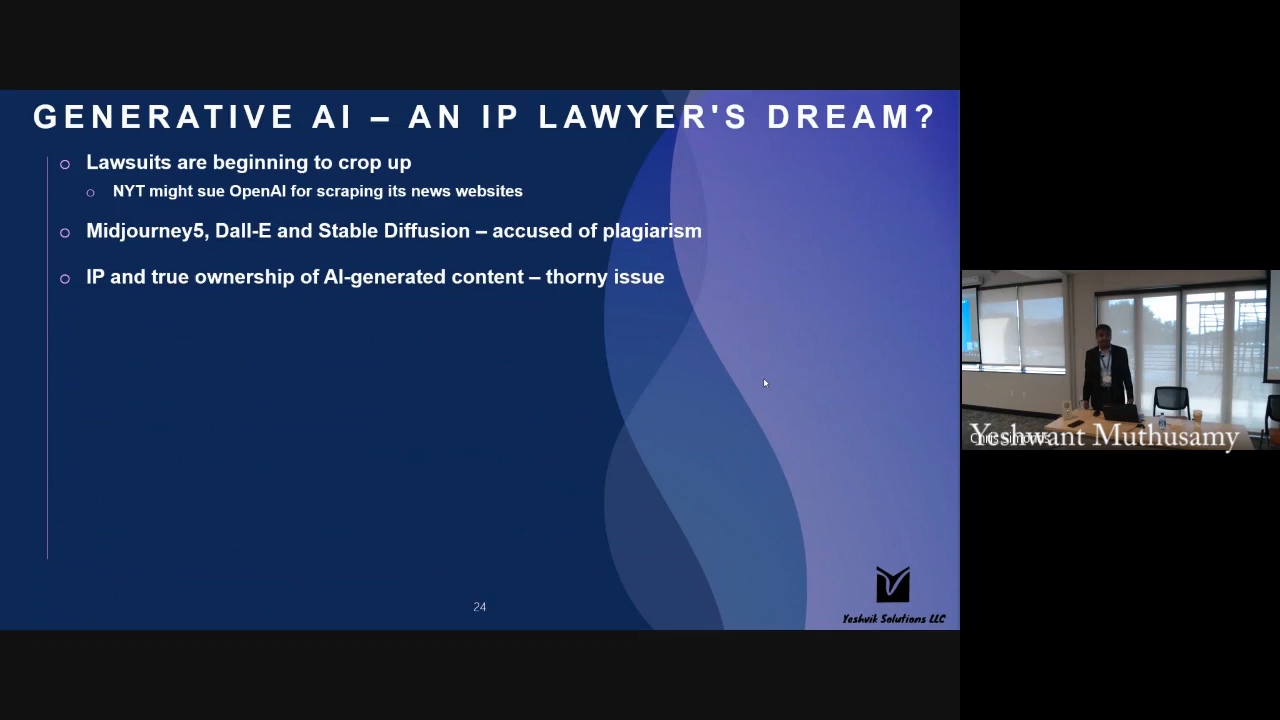 GENERATIVE AI – AN IP LAWYER'S DREAM?
Lawsuits are beginning to crop up
NYT might sue OpenAI for scraping its news websites
Midjourney5, Dall-E and Stable Diffusion – accused of plagiarism
IP and true ownership of AI-generated content – thorny issue
24
Yeshvik Solutions LLC
Yeshwant Muthusamy